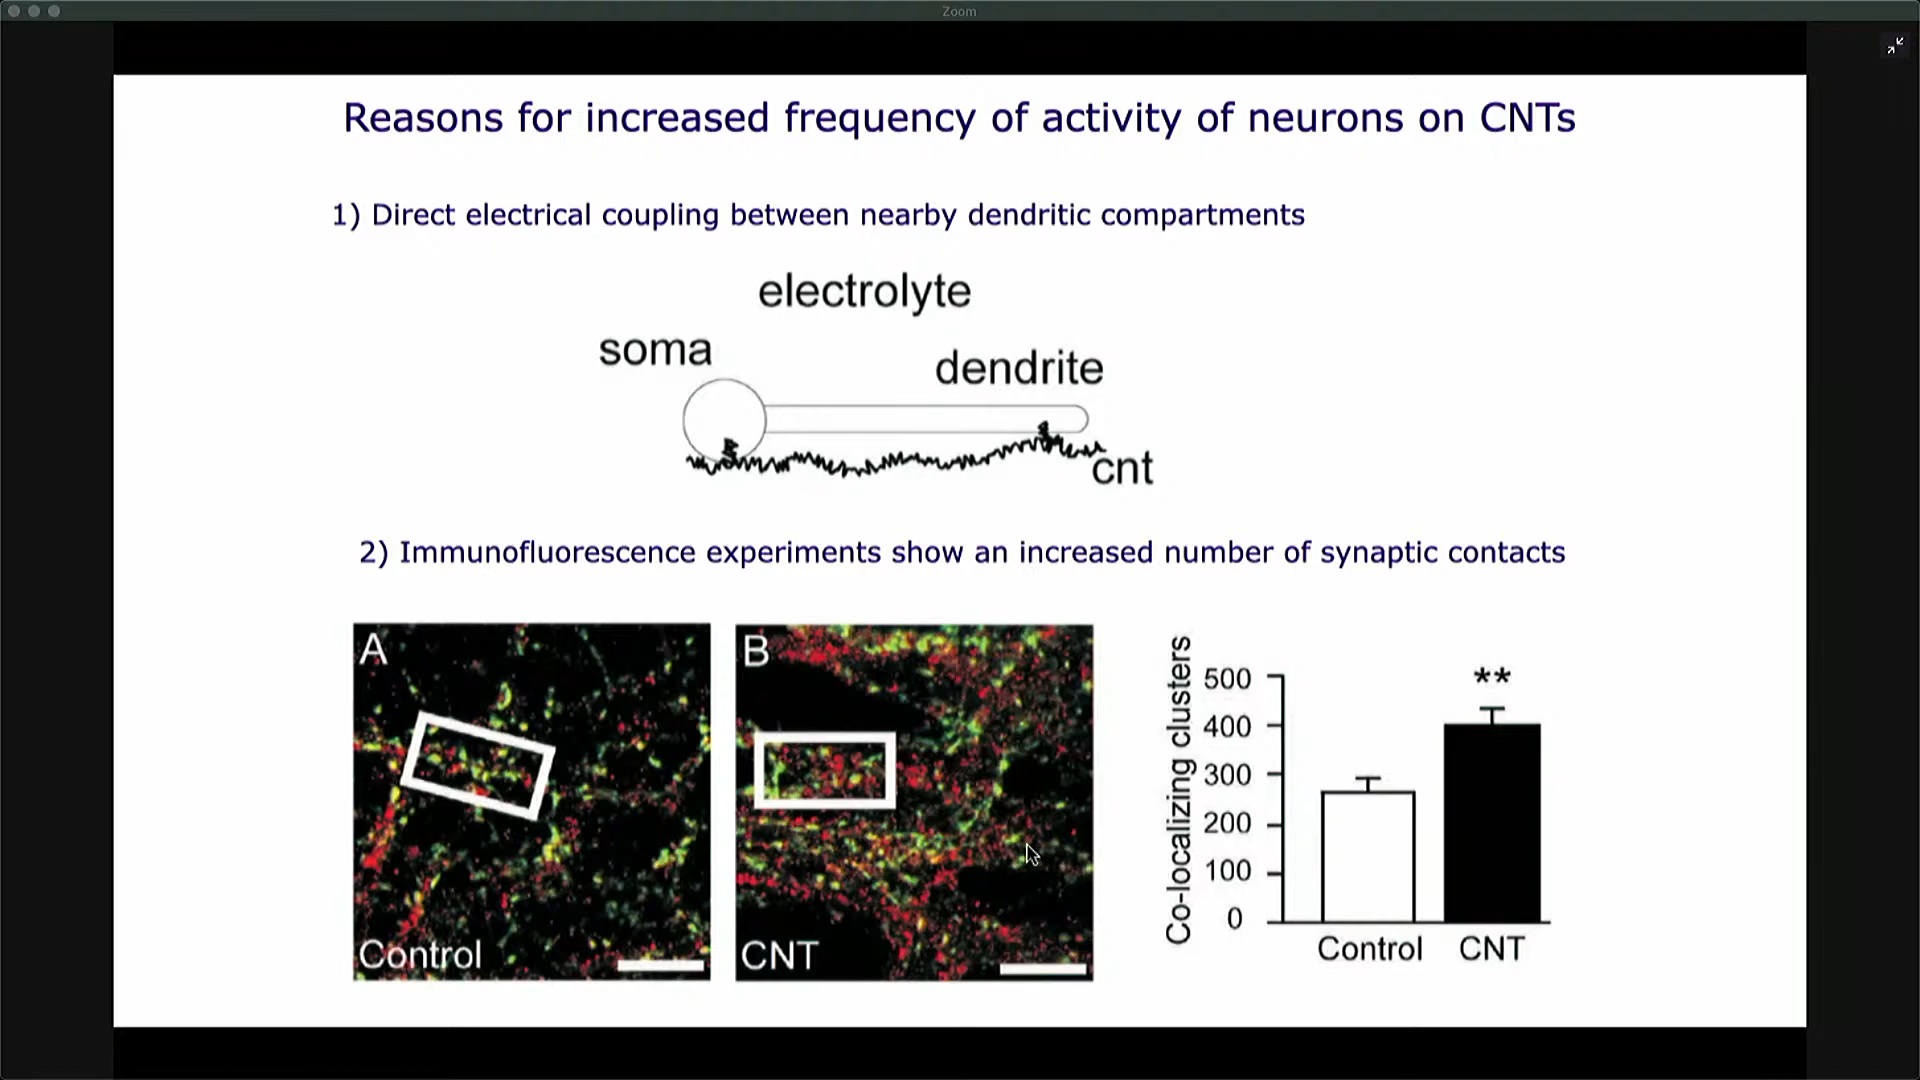 Zoom
Reasons for increased frequency of activity of neurons on CNTs
1) Direct electrical coupling between nearby dendritic compartments
electrolyte
soma
dendrite
cnt
2) Immunofluorescence experiments show an increased number of synaptic contacts
A
Control
B
CNT
Co-localizing clusters
500
400
300
200
100
0
**
Control
CNT